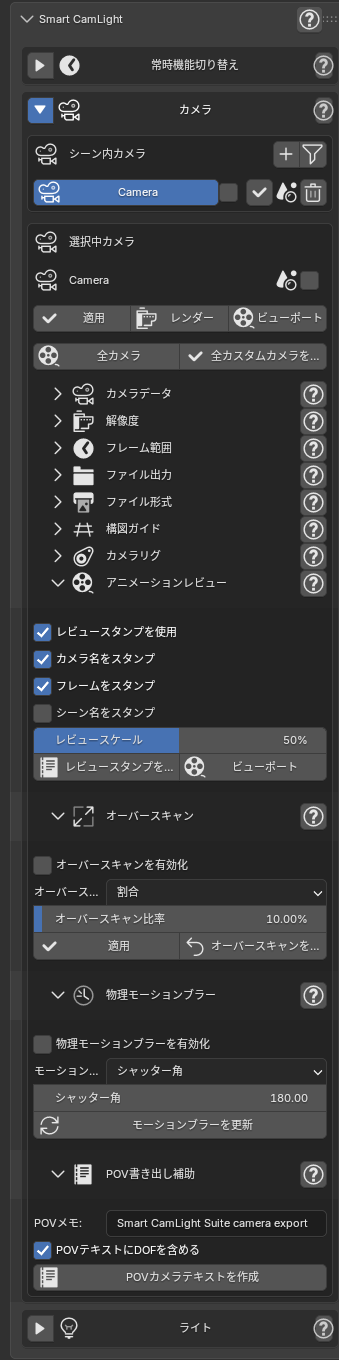 Smart CamLight
常時機能切り替え
カメラ
シーン内カメラ
Camera
選択中カメラ
Camera
適用 レンダー ビューポート
全カメラ 全カスタムカメラを...
カメラデータ
解像度
フレーム範囲
ファイル出力
ファイル形式
構図ガイド
カメラリグ
アニメーションレビュー
レビュースタンプを使用
カメラ名をスタンプ
フレームをスタンプ
シーン名をスタンプ
レビュースケール 50%
レビュースタンプを... ビューポート
オーバースキャン
オーバースキャンを有効化
オーバース... 割合
オーバースキャン比率 10.00%
適用 オーバースキャンを...
物理モーションブラー
物理モーションブラーを有効化
モーション... シャッター角
シャッター角 180.00
モーションブラーを更新
POV書き出し補助
POVメモ: Smart CamLight Suite camera export
POVテキストにDOFを含める
POVカメラテキストを作成
ライト